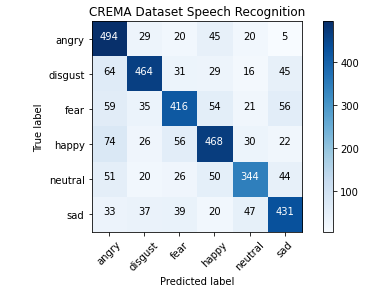 CREMA Dataset Speech Recognition
True label
angry 494 29 20 45 20 5
disgust 64 464 31 29 16 45
fear 59 35 416 54 21 56
happy 74 26 56 468 30 22
neutral 51 20 26 50 344 44
sad 33 37 39 20 47 431
angry disgust fear happy neutral sad
Predicted label
400
300
200
100